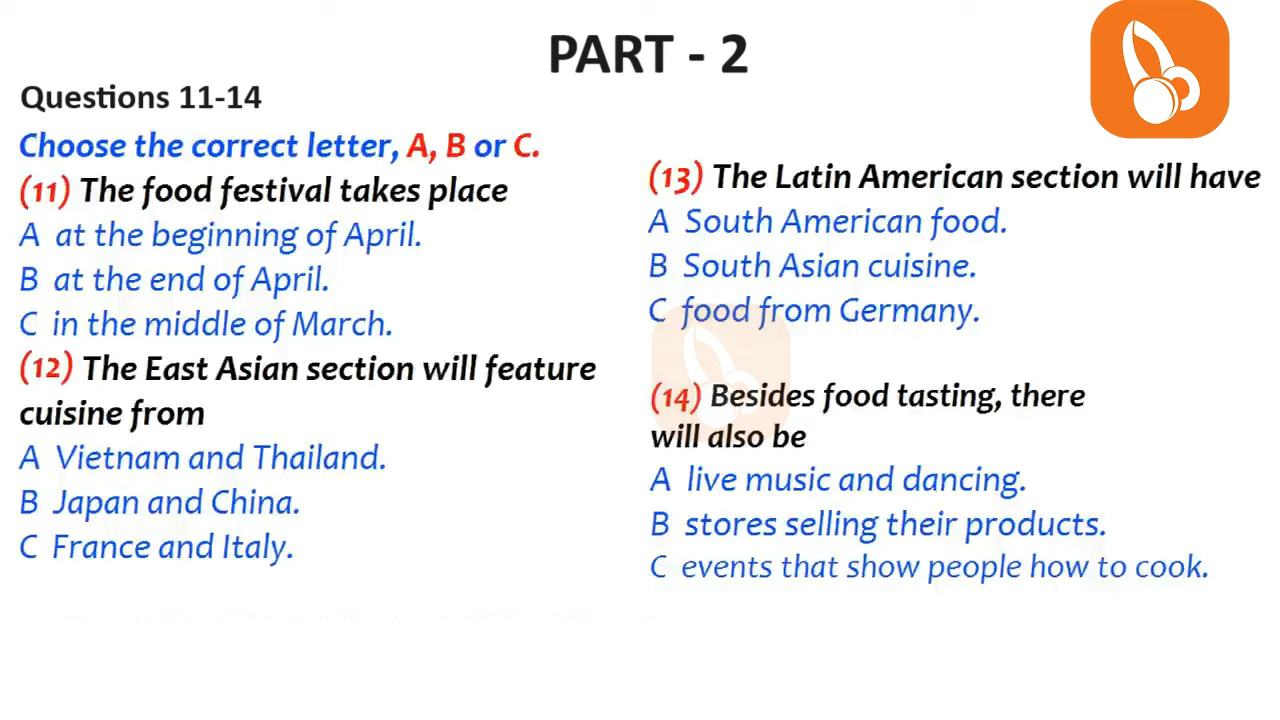 PART - 2
Questions 11-14
Choose the correct letter, A, B or C.
(11) The food festival takes place
A at the beginning of April.
B at the end of April.
C in the middle of March.
(12) The East Asian section will feature
cuisine from
A Vietnam and Thailand.
B Japan and China.
C France and Italy.
(13) The Latin American section will have
A South American food.
B South Asian cuisine.
C food from Germany.
(14) Besides food tasting, there
will also be
A live music and dancing.
B stores selling their products.
C events that show people how to cook.